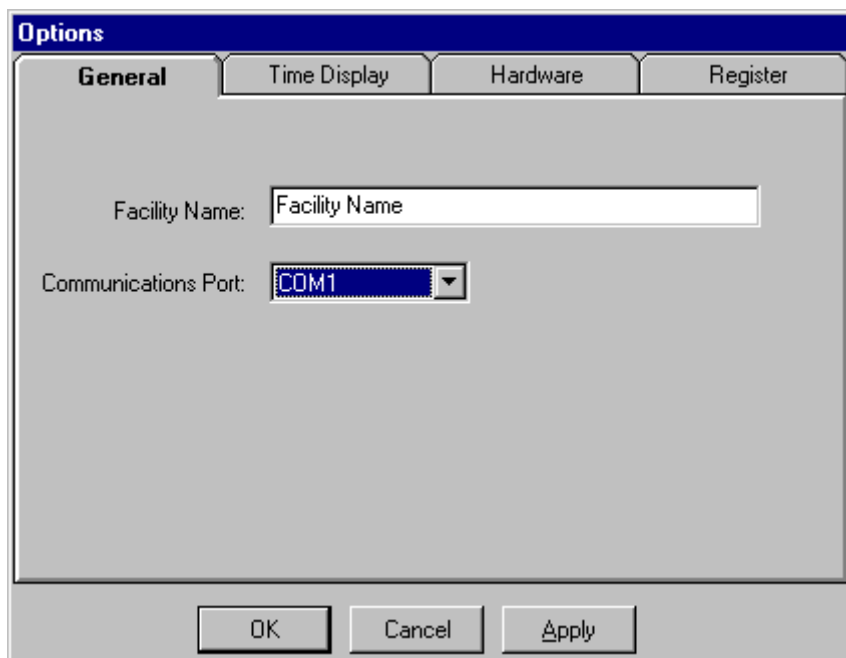 Options
General Time Display Hardware Register
Facility Name: Facility Name
Communications Port: COM1
OK Cancel Apply